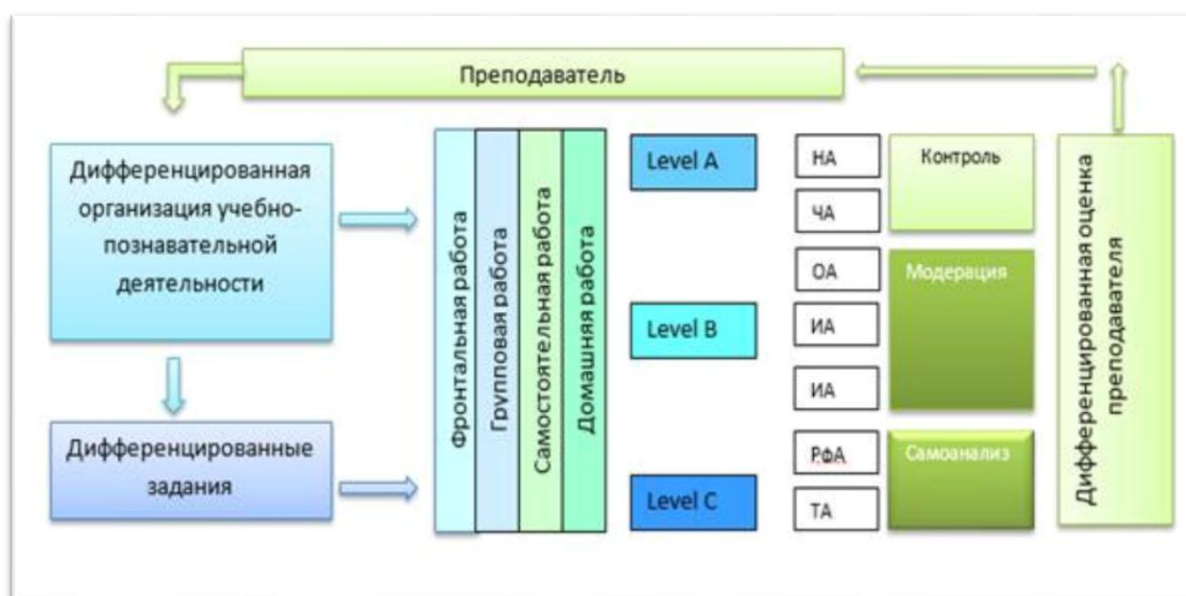 Преподаватель
Дифференцированная
организация учебно-
познавательной
деятельности
Дифференцированные
задания
Фронтальная работа
Групповая работа
Самостоятельная работа
Домашняя работа
Level A
Level B
Level C
НА
ЧА
ОА
ИА
ИА
РфА
ТА
Контроль
Модерация
Самоанализ
Дифференцированная оценка
преподавателя